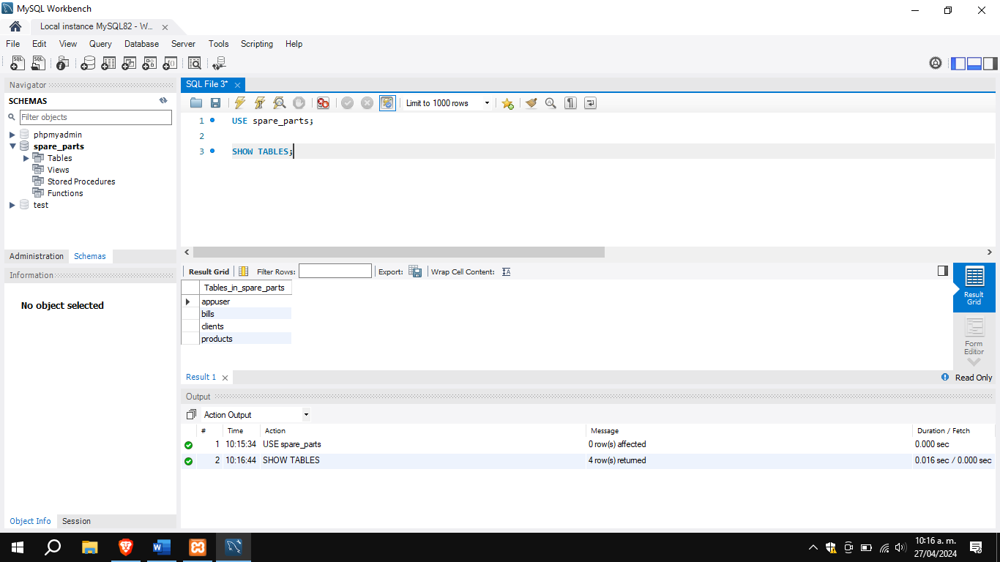 MySQL Workbench
Local instance MySQL82 - W...
File Edit View Query Database Server Tools Scripting Help
Navigator
SCHEMAS
Filter objects
phpmyadmin
spare_parts
Tables
Views
Stored Procedures
Functions
test
Administration Schemas
Information
No object selected
Object Info Session
SQL File 3*
Limit to 1000 rows
1 USE spare_parts;
2
3 SHOW TABLES;
Result Grid Filter Rows: Export: Wrap Cell Content:
Tables_in_spare_parts
appuser
bills
clients
products
Result Grid
Form Editor
Result 1
Read Only
Output
Action Output
# Time Action Message Duration / Fetch
1 10:15:34 USE spare_parts 0 row(s) affected 0.000 sec
2 10:16:44 SHOW TABLES 4 row(s) returned 0.016 sec / 0.000 sec
10:16 a. m.
27/04/2024